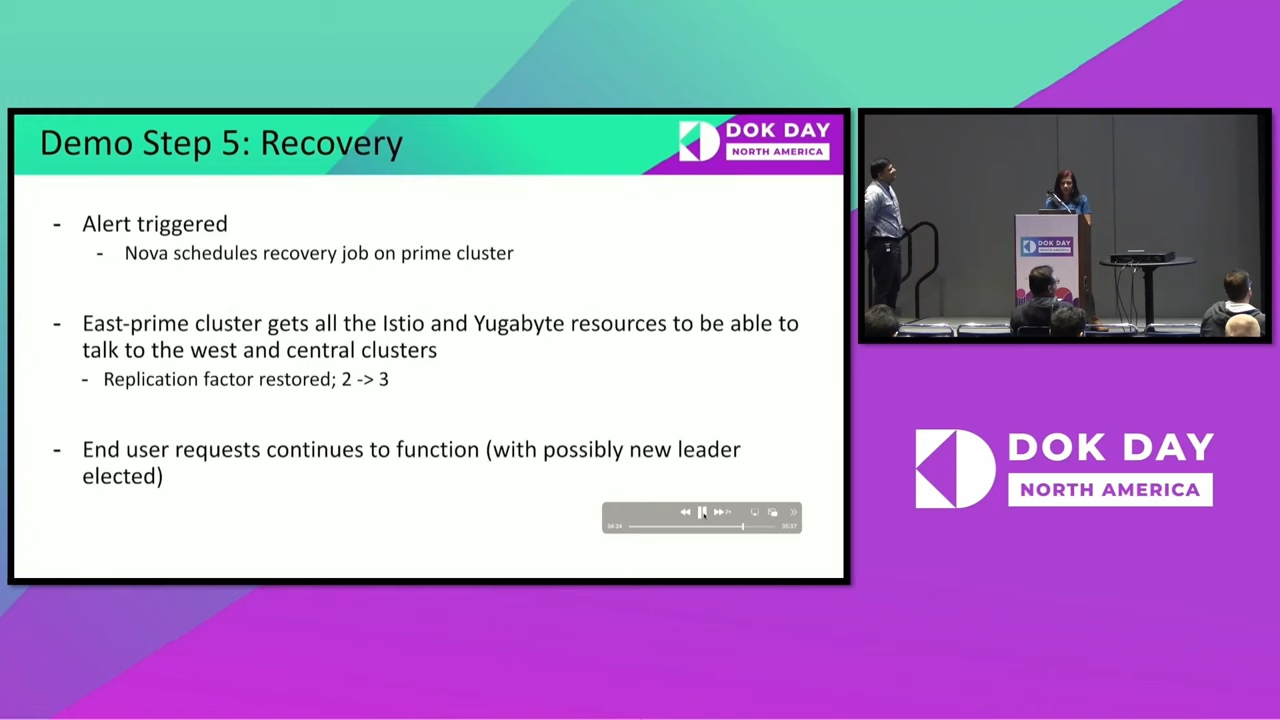 Demo Step 5: Recovery
DOK DAY
NORTH AMERICA
- Alert triggered
- Nova schedules recovery job on prime cluster
- East-prime cluster gets all the Istio and Yugabyte resources to be able to
talk to the west and central clusters
- Replication factor restored; 2 -> 3
- End user requests continues to function (with possibly new leader
elected)
DOK DAY
NORTH AMERICA
DOK DAY
NORTH AMERICA